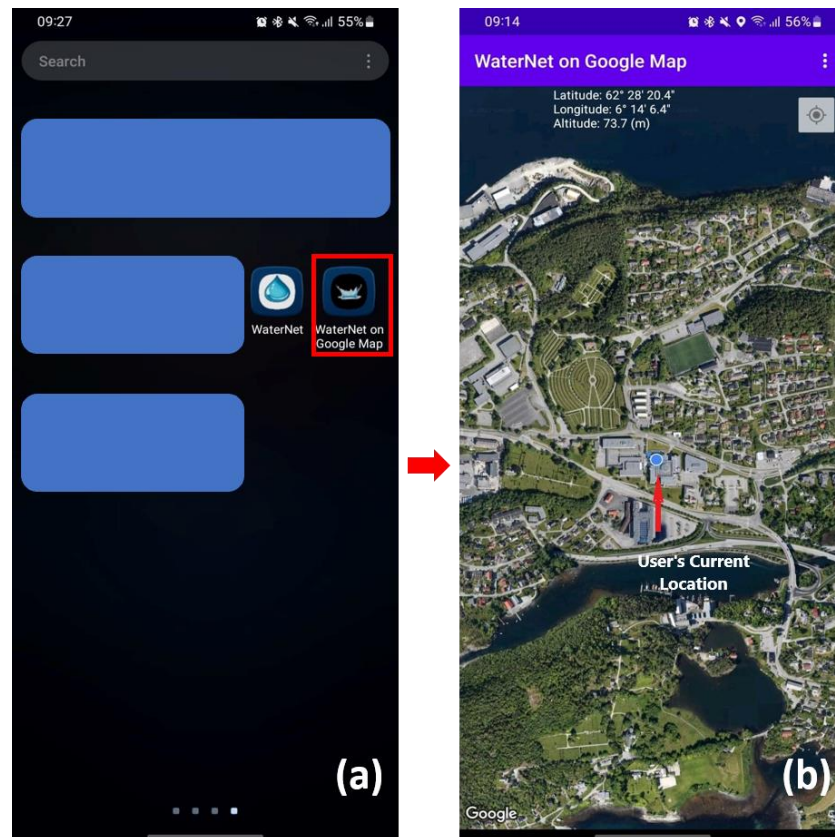 09:27
55%
Search
WaterNet
WaterNet on
Google Map
(a)
09:14
56%
WaterNet on Google Map
Latitude: 62° 28' 20.4"
Longitude: 6° 14' 6.4"
Altitude: 73.7 (m)
User's Current
Location
Google
(b)